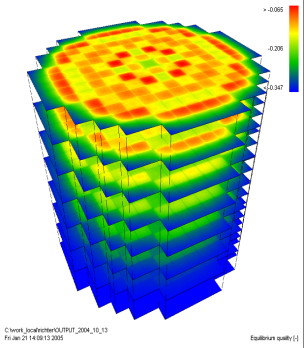 > -0.065
-0.206
<-0.347
C:\work_local\richter\OUTPUT_2004_10_13
Fri Jan 21 14:09:13 2005
Equilibrium quality [-]